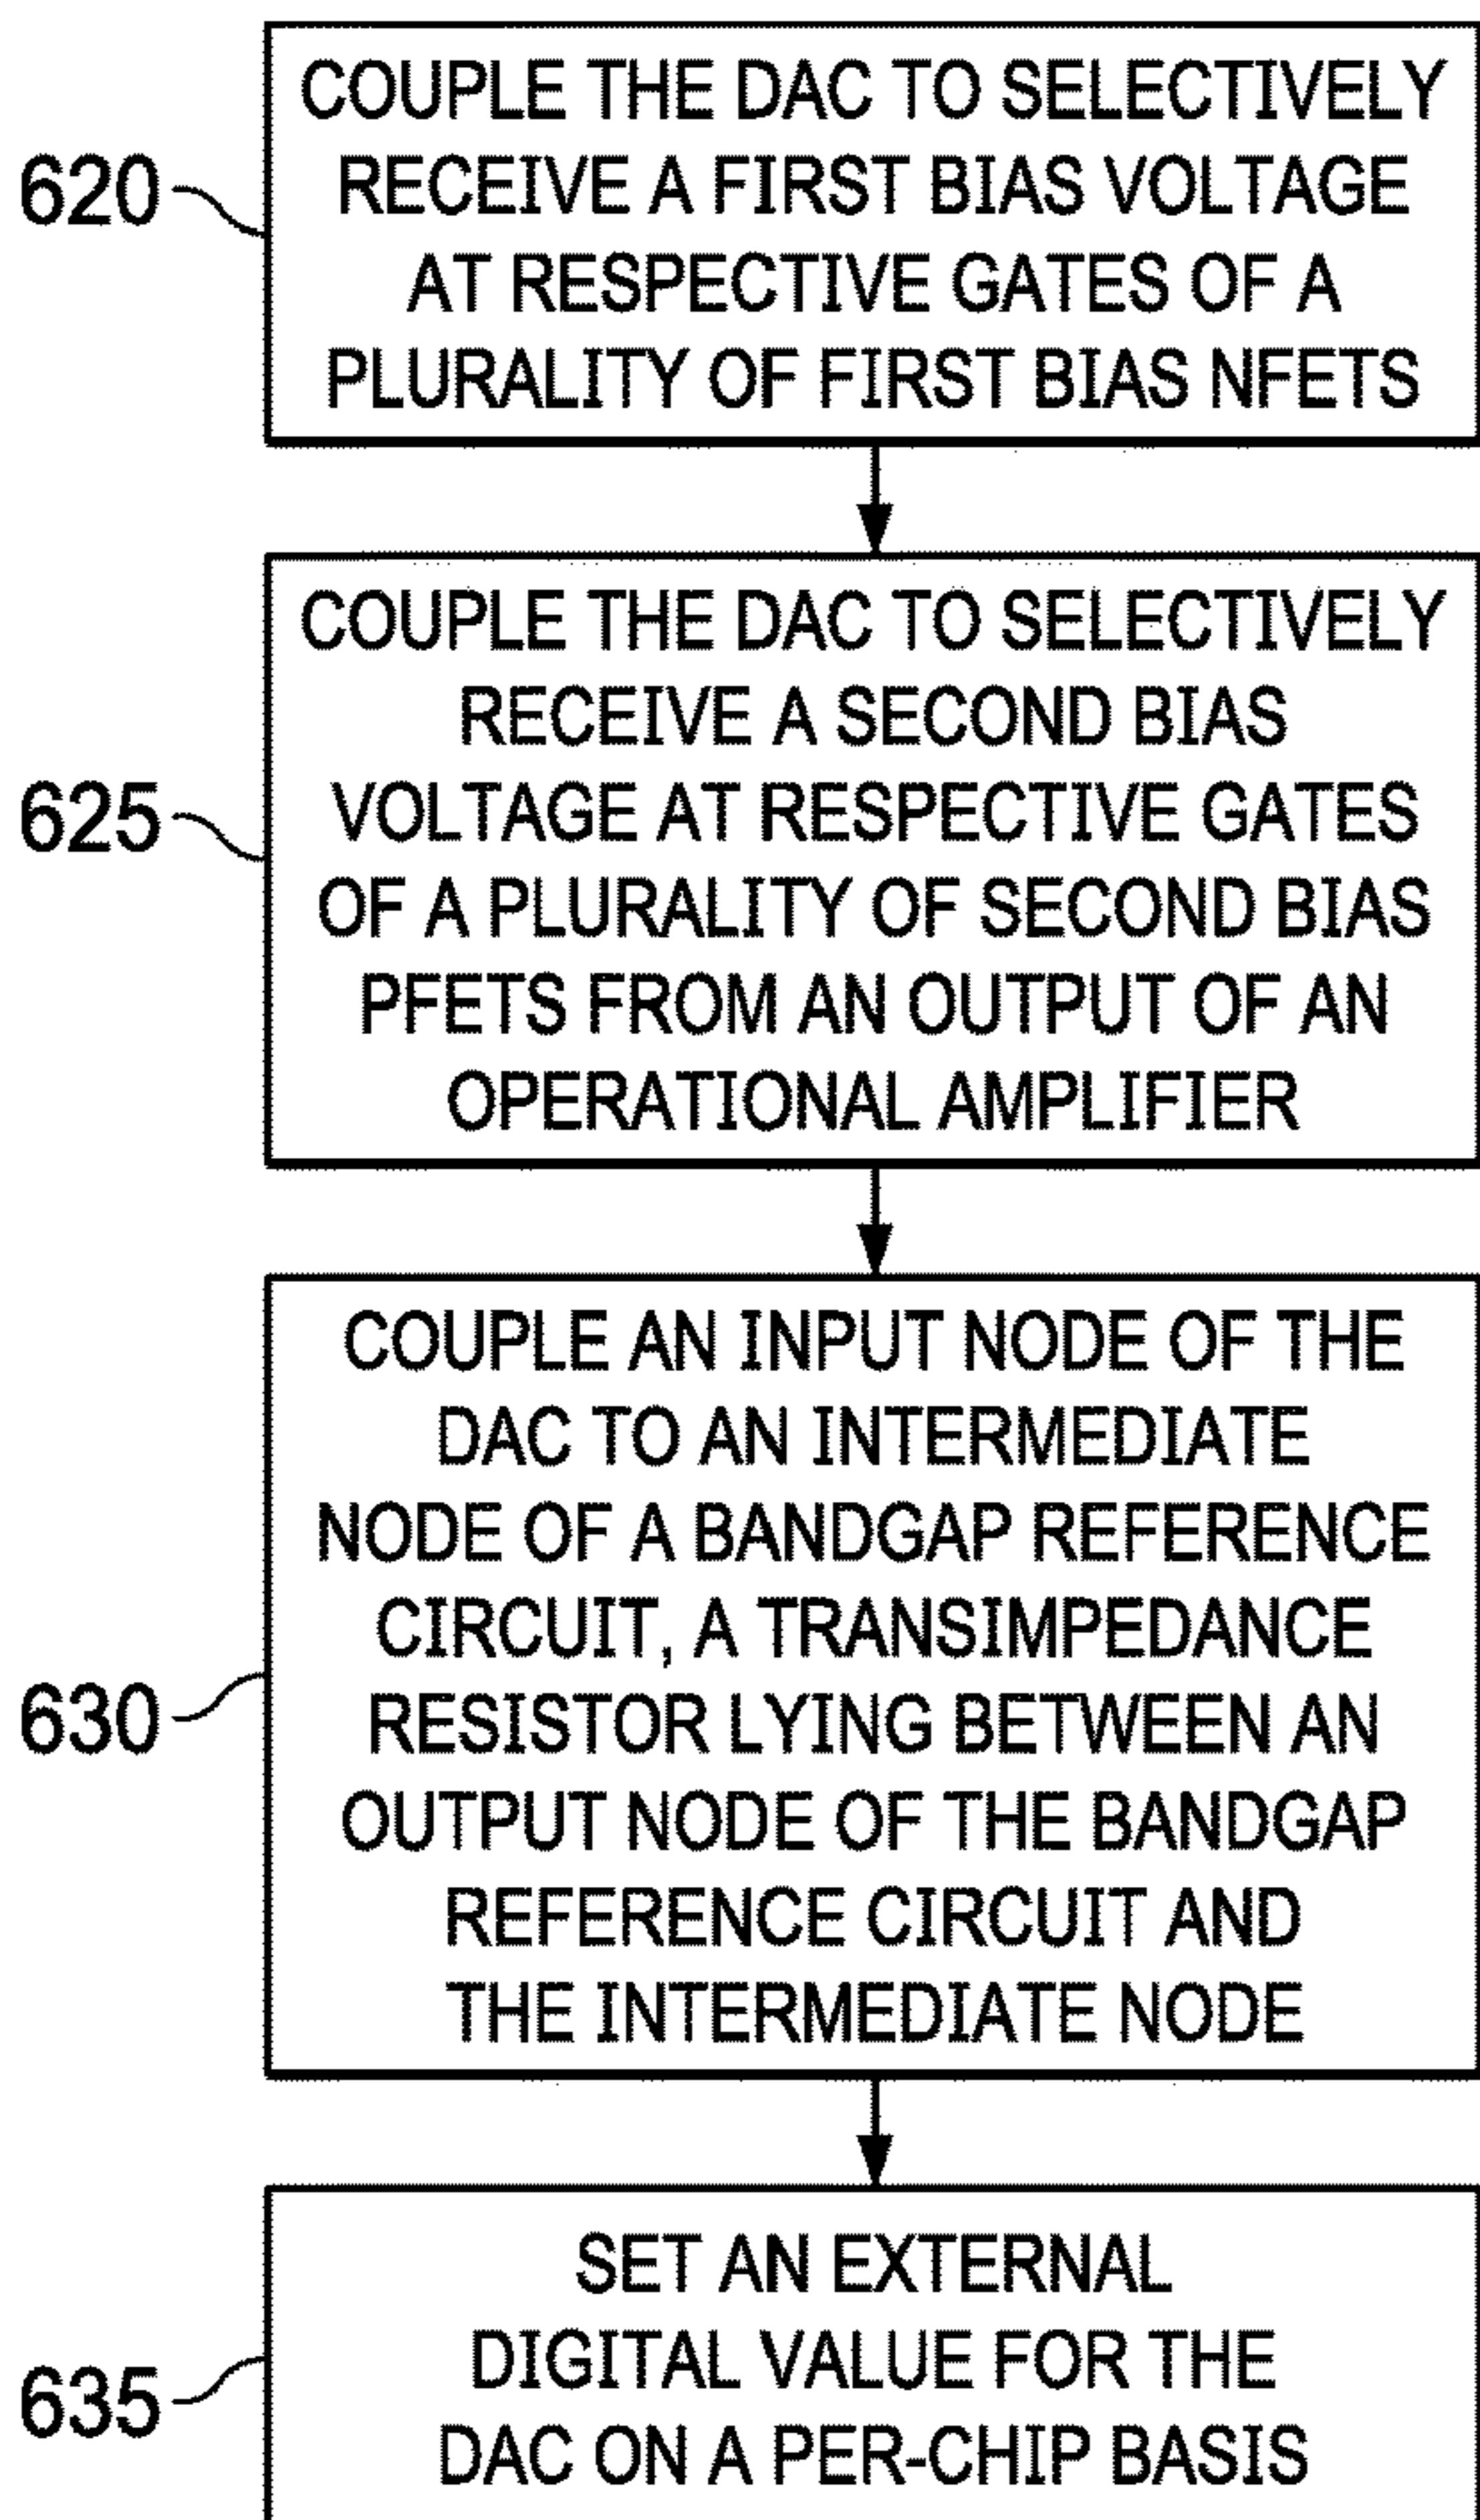 620
COUPLE THE DAC TO SELECTIVELY
RECEIVE A FIRST BIAS VOLTAGE
AT RESPECTIVE GATES OF A
PLURALITY OF FIRST BIAS NFETS
625
COUPLE THE DAC TO SELECTIVELY
RECEIVE A SECOND BIAS
VOLTAGE AT RESPECTIVE GATES
OF A PLURALITY OF SECOND BIAS
PFETS FROM AN OUTPUT OF AN
OPERATIONAL AMPLIFIER
630
COUPLE AN INPUT NODE OF THE
DAC TO AN INTERMEDIATE
NODE OF A BANDGAP REFERENCE
CIRCUIT, A TRANSIMPEDANCE
RESISTOR LYING BETWEEN AN
OUTPUT NODE OF THE BANDGAP
REFERENCE CIRCUIT AND
THE INTERMEDIATE NODE
635
SET AN EXTERNAL
DIGITAL VALUE FOR THE
DAC ON A PER-CHIP BASIS